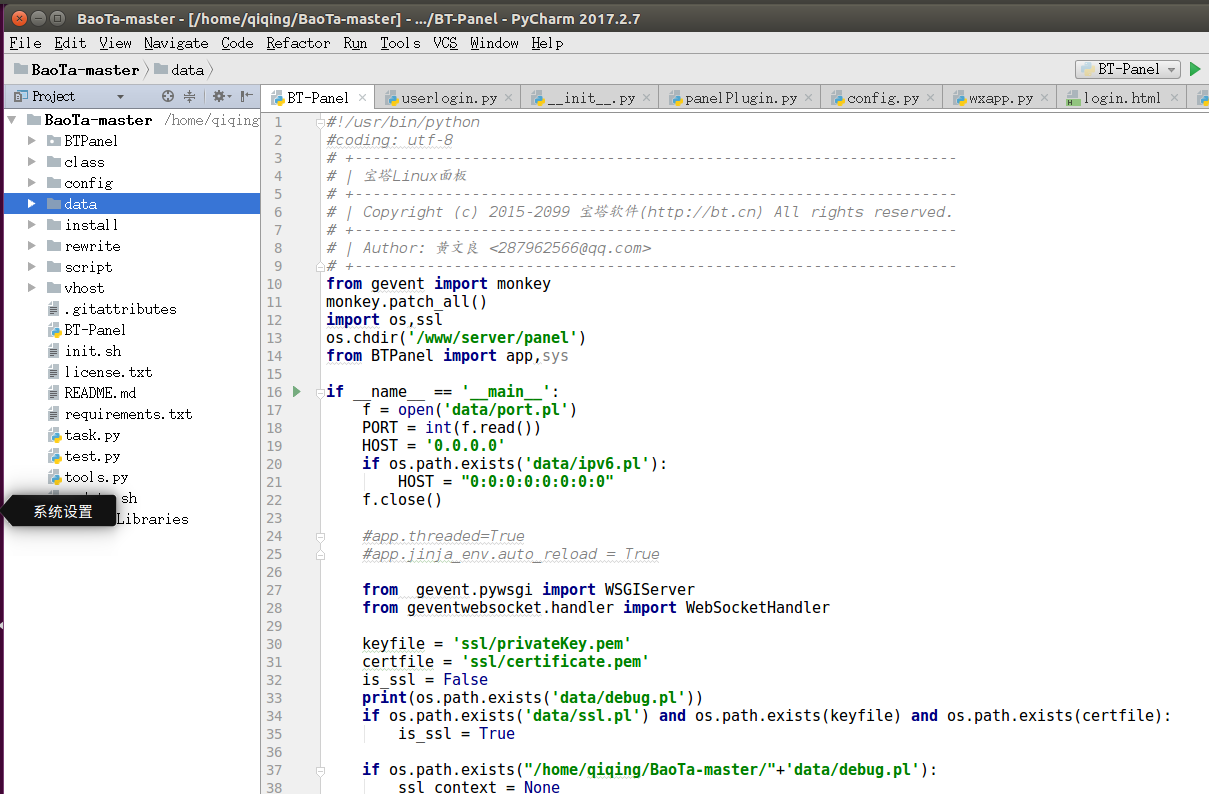 BaoTa-master - [/home/qiqing/BaoTa-master] - .../BT-Panel - PyCharm 2017.2.7
File Edit View Navigate Code Refactor Run Tools VCS Window Help
BaoTa-master data BT-Panel
Project
BT-Panel userlogin.py __init__.py panelPlugin.py config.py wxapp.py login.html
BaoTa-master /home/qiqing
BTPanel
class
config
data
install
rewrite
script
vhost
.gitattributes
BT-Panel
init.sh
license.txt
README.md
requirements.txt
task.py
test.py
tools.py
sh
Libraries
系统设置
1 #!/usr/bin/python
2 #coding: utf-8
3 # +-------------------------------------------------------------------
4 # | 宝塔Linux面板
5 # +-------------------------------------------------------------------
6 # | Copyright (c) 2015-2099 宝塔软件(http://bt.cn) All rights reserved.
7 # +-------------------------------------------------------------------
8 # | Author: 黄文良 <287962566@qq.com>
9 # +-------------------------------------------------------------------
10 from gevent import monkey
11 monkey.patch_all()
12 import os,ssl
13 os.chdir('/www/server/panel')
14 from BTPanel import app,sys
15
16 if __name__ == '__main__':
17 f = open('data/port.pl')
18 PORT = int(f.read())
19 HOST = '0.0.0.0'
20 if os.path.exists('data/ipv6.pl'):
21 HOST = "0:0:0:0:0:0:0:0"
22 f.close()
23
24 #app.threaded=True
25 #app.jinja_env.auto_reload = True
26
27 from  gevent.pywsgi import WSGIServer
28 from geventwebsocket.handler import WebSocketHandler
29
30 keyfile = 'ssl/privateKey.pem'
31 certfile = 'ssl/certificate.pem'
32 is_ssl = False
33 print(os.path.exists('data/debug.pl'))
34 if os.path.exists('data/ssl.pl') and os.path.exists(keyfile) and os.path.exists(certfile):
35 is_ssl = True
36
37 if os.path.exists("/home/qiqing/BaoTa-master/"+'data/debug.pl'):
38 ssl_context = None